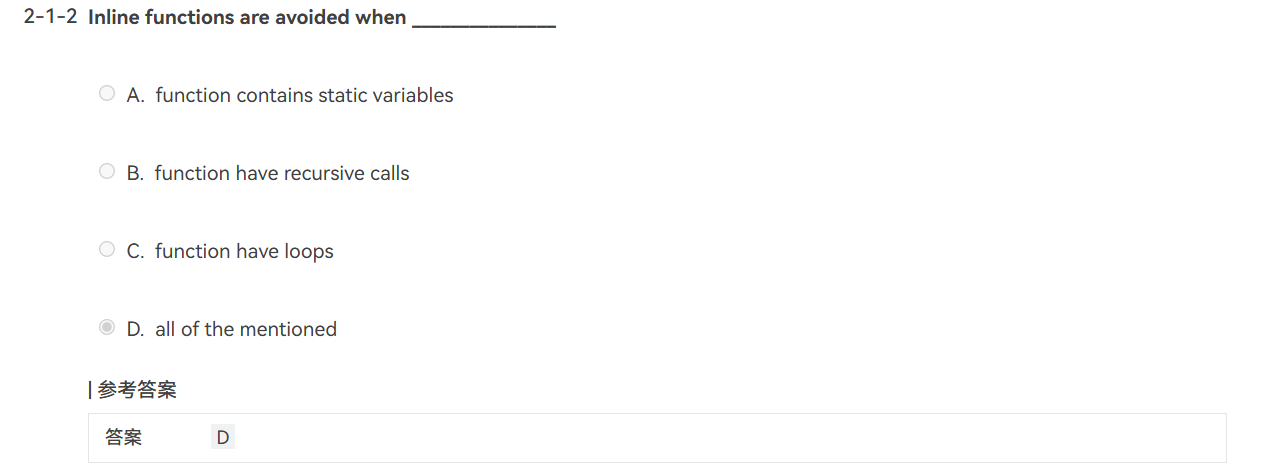 2-1-2 Inline functions are avoided when _______________
A. function contains static variables
B. function have recursive calls
C. function have loops
D. all of the mentioned
| 参考答案
答案 D